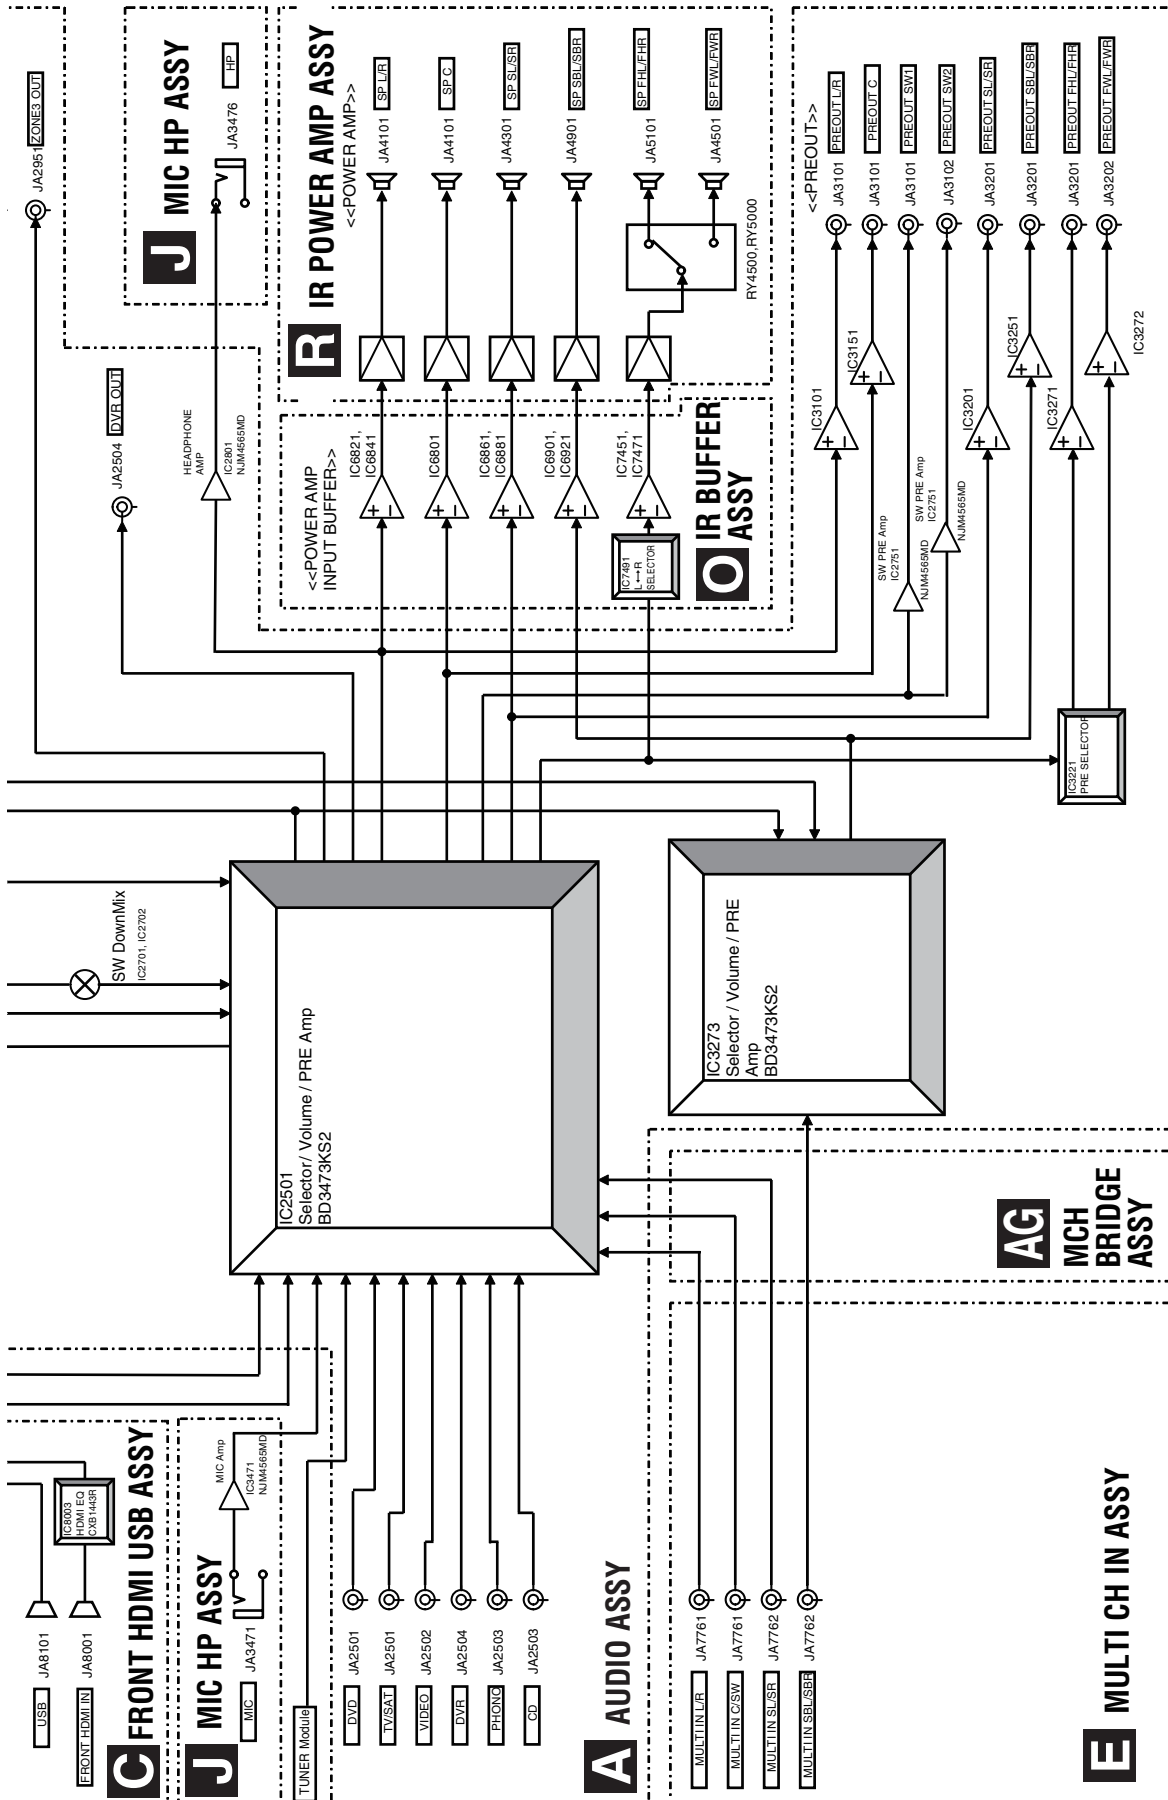 USB
JA8101
FRONT HDMI IN
JA8001
IC8003
HDMI EQ
CXB1443R
C FRONT HDMI USB ASSY
J MIC HP ASSY
MIC
JA3471
MIC Amp
IC3471
NJM4565MD
TUNER Module
DVD
JA2501
TV/SAT
JA2501
VIDEO
JA2502
DVR
JA2504
PHONO
JA2503
CD
JA2503
A AUDIO ASSY
MULTI IN L/R
JA7761
MULTI IN C/SW
JA7761
MULTI IN SL/SR
JA7762
MULTI IN SBL/SBR
JA7762
E MULTI CH IN ASSY
AG MCH
BRIDGE
ASSY
SW DownMix
IC2701, IC2702
IC2501
Selector/ Volume / PRE Amp
BD3473KS2
IC3273
Selector / Volume / PRE
Amp
BD3473KS2
IC3221
PRE SELECTOR
JA2951
ZONE3 OUT
JA2504
DVR OUT
HEADPHONE
AMP
IC2801
NJM4565MD
J MIC HP ASSY
JA3476
HP
R IR POWER AMP ASSY
<<POWER AMP>>
JA4101
SP L/R
JA4101
SP C
JA4301
SP SL/SR
JA4901
SP SBL/SBR
JA5101
SP FHL/FHR
JA4501
SP FWL/FWR
RY4500,RY5000
<<POWER AMP
INPUT BUFFER>>
IC6821,
IC6841
IC6801
IC6861,
IC6881
IC6901,
IC6921
IC7451,
IC7471
IC7491
L↔R
SELECTOR
O IR BUFFER
ASSY
<<PREOUT>>
JA3101
PREOUT L/R
JA3101
PREOUT C
JA3101
PREOUT SW1
JA3102
PREOUT SW2
JA3201
PREOUT SL/SR
JA3201
PREOUT SBL/SBR
JA3201
PREOUT FHL/FHR
JA3202
PREOUT FWL/FWR
IC3101
IC3151
SW PRE Amp
IC2751
NJM4565MD
SW PRE Amp
IC2751
NJM4565MD
IC3201
IC3251
IC3271
IC3272